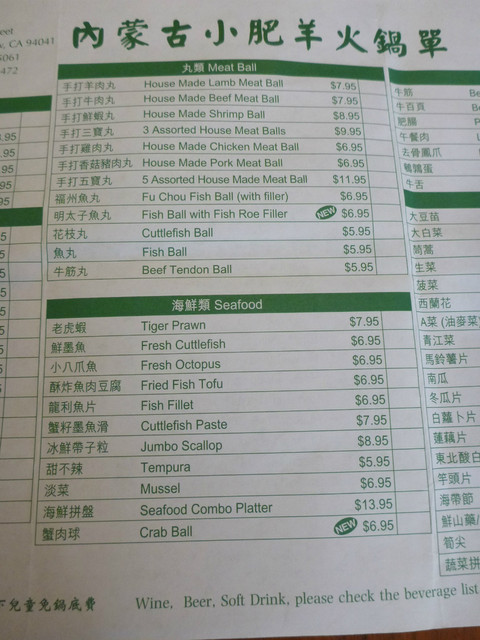 eet
, CA 94041
5061
472
內蒙古小肥羊火鍋單
丸類 Meat Ball
手打羊肉丸 House Made Lamb Meat Ball $7.95
手打牛肉丸 House Made Beef Meat Ball $7.95
手打鮮蝦丸 House Made Shrimp Ball $8.95
手打三寶丸 3 Assorted House Meat Balls $9.95
手打雞肉丸 House Made Chicken Meat Ball $6.95
手打香菇豬肉丸 House Made Pork Meat Ball $6.95
手打五寶丸 5 Assorted House Made Meat Ball $11.95
福州魚丸 Fu Chou Fish Ball (with filler) $6.95
明太子魚丸 Fish Ball with Fish Roe Filler NEW $6.95
花枝丸 Cuttlefish Ball $5.95
魚丸 Fish Ball $5.95
牛筋丸 Beef Tendon Ball $5.95
海鮮類 Seafood
老虎蝦 Tiger Prawn $7.95
鮮墨魚 Fresh Cuttlefish $6.95
小八爪魚 Fresh Octopus $6.95
酥炸魚肉豆腐 Fried Fish Tofu $6.95
龍利魚片 Fish Fillet $6.95
蟹籽墨魚滑 Cuttlefish Paste $7.95
冰鮮帶子粒 Jumbo Scallop $8.95
甜不辣 Tempura $5.95
淡菜 Mussel $6.95
海鮮拼盤 Seafood Combo Platter $13.95
蟹肉球 Crab Ball NEW $6.95
牛筋 Be
牛百頁 Be
肥腸 P
午餐肉 L
去骨鳳爪
鵪鶉蛋
牛舌
大豆苗
大白菜
茼蒿
生菜
菠菜
西蘭花
A菜 (油麥菜)
青江菜
馬鈴薯片
南瓜
冬瓜片
白蘿卜片
蓮藕片
東北酸白
芋頭片
海帶節
鮮山藥/
筍尖
蔬菜拼
下兒童免鍋底費
Wine, Beer, Soft Drink, please check the beverage list